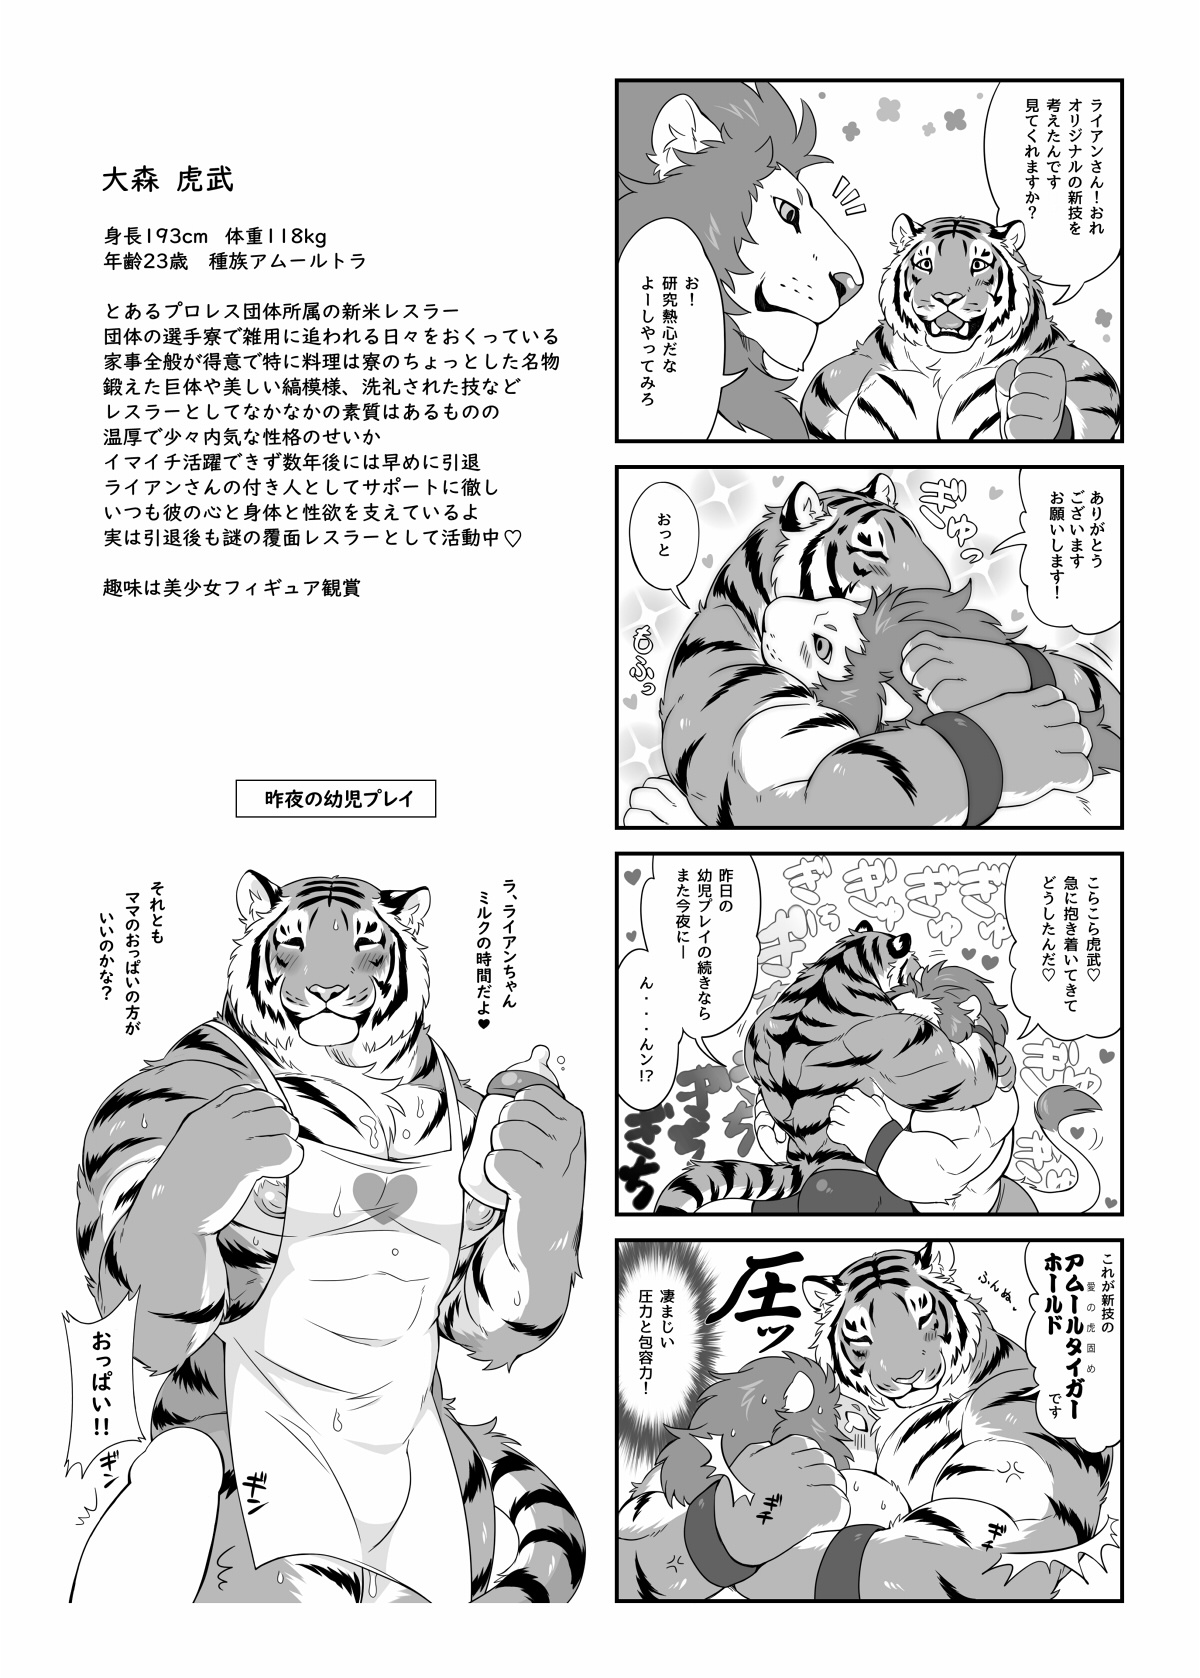 大森 虎武
身長193cm 体重118kg
年齢23歳 種族アムールトラ
とあるプロレス団体所属の新米レスラー
団体の選手寮で雑用に追われる日々をおくっている
家事全般が得意で特に料理は寮のちょっとした名物
鍛えた巨体や美しい縞模様、洗礼された技など
レスラーとしてなかなかの素質はあるものの
温厚で少々内気な性格のせいか
イマイチ活躍できず数年後には早めに引退
ライアンさんの付き人としてサポートに徹し
いつも彼の心と身体と性欲を支えているよ
実は引退後も謎の覆面レスラーとして活動中♡
趣味は美少女フィギュア観賞
昨夜の幼児プレイ
ラ、ライアンちゃん
ミルクの時間だよ♥
それとも
ママのおっぱいの方が
いいのかな？
おっぱい!!
ギン
ギン
ライアンさん！おれ
オリジナルの新技を
考えたんです
見てくれますか？
お！
研究熱心だな
よーしやってみろ
ありがとう
ございます
お願いします！
ぎゅっ
おっと
もふっ
こらこら虎武♡
急に抱き着いてきて
どうしたんだ♡
ぎゅ
ぎゅ
ぎゅ
ぎち
昨日の
幼児プレイの続きなら
また今夜にー
ん・・・・んン!?
ぎゅ
ぎゅ
ぎち
ぎち
これが新技の
アムールタイガー
愛の虎固め
ホールド
です
ふんぬ
圧ッ
凄まじい
圧力と包容力！
ギチ
ギチ